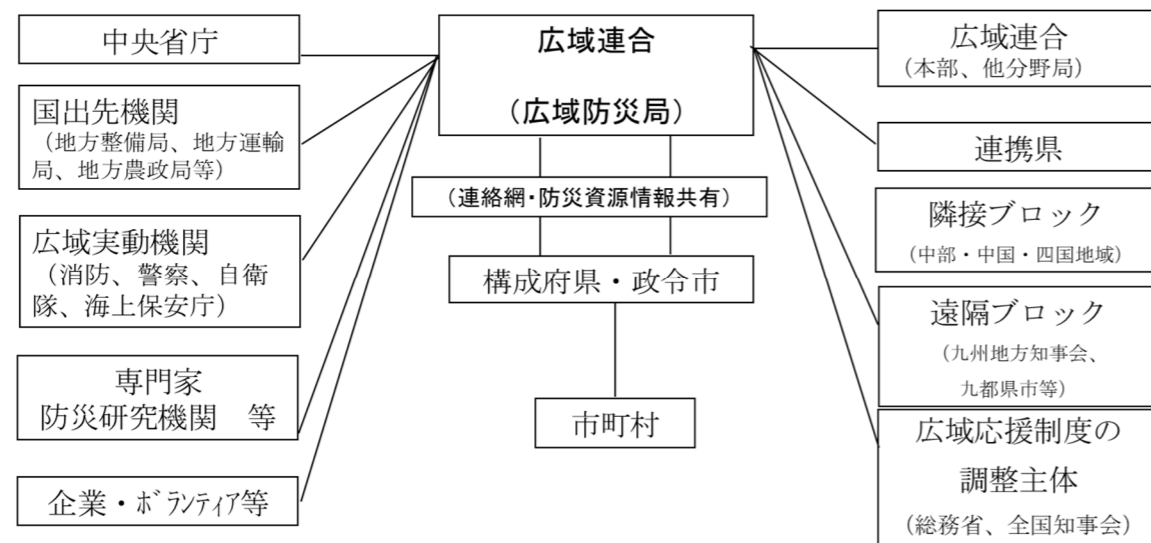 中央省庁
国出先機関
（地方整備局、地方運輸
局、地方農政局等）
広域実動機関
（消防、警察、自衛
隊、海上保安庁）
専門家
防災研究機関　等
企業・ﾎﾞﾗﾝﾃｨｱ等
広域連合
（広域防災局）
（連絡網・防災資源情報共有）
構成府県・政令市
市町村
広域連合
（本部、他分野局）
連携県
隣接ブロック
（中部・中国・四国地域）
遠隔ブロック
（九州地方知事会、
九都県市等）
広域応援制度の
調整主体
（総務省、全国知事会）